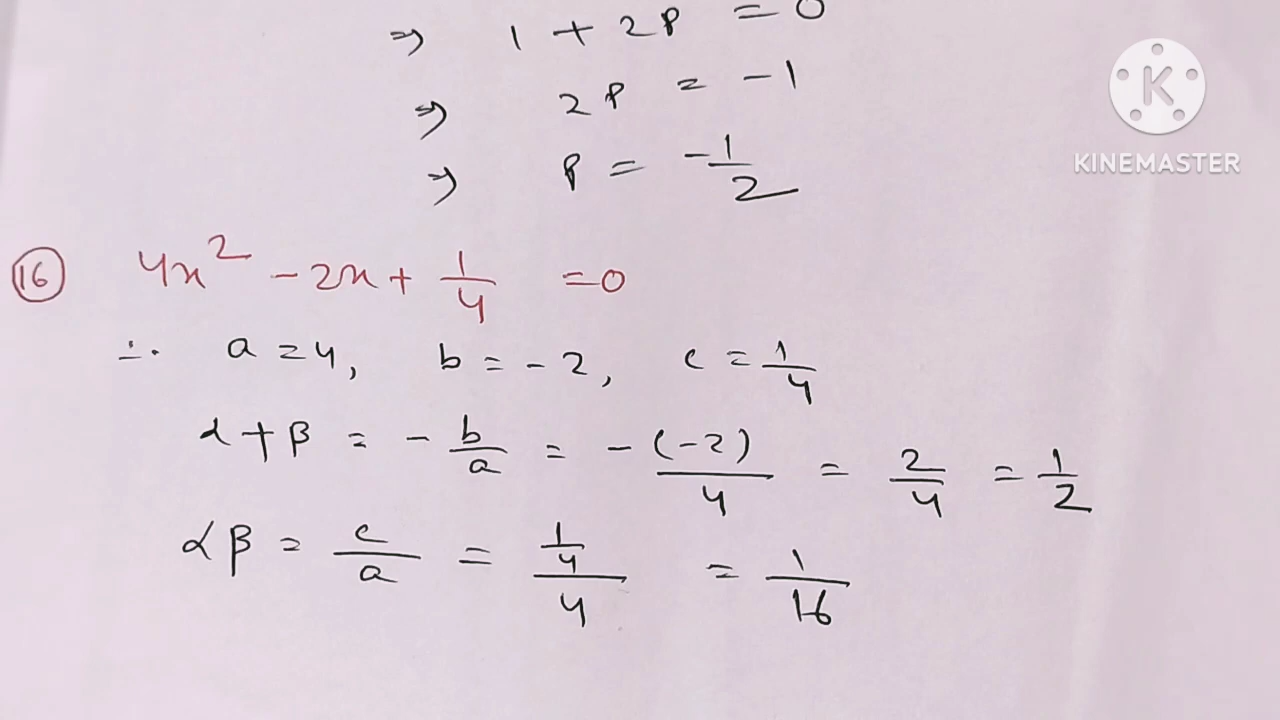 ⇒ 1 + 2P = 0
⇒ 2P = -1
⇒ P = -1/2
K
KINEMASTER
16 4x² - 2x + 1/4 = 0
∴ a = 4, b = -2, c = 1/4
α + β = - b/a = - (-2)/4 = 2/4 = 1/2
αβ = c/a = (1/4)/4 = 1/16